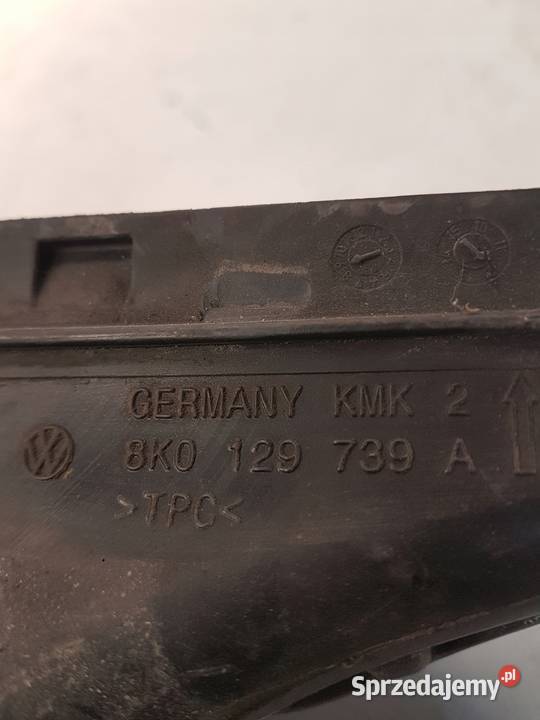 GERMANY KMK 2
8K0 129 739 A
>TPC<
Sprzedajemy.pl